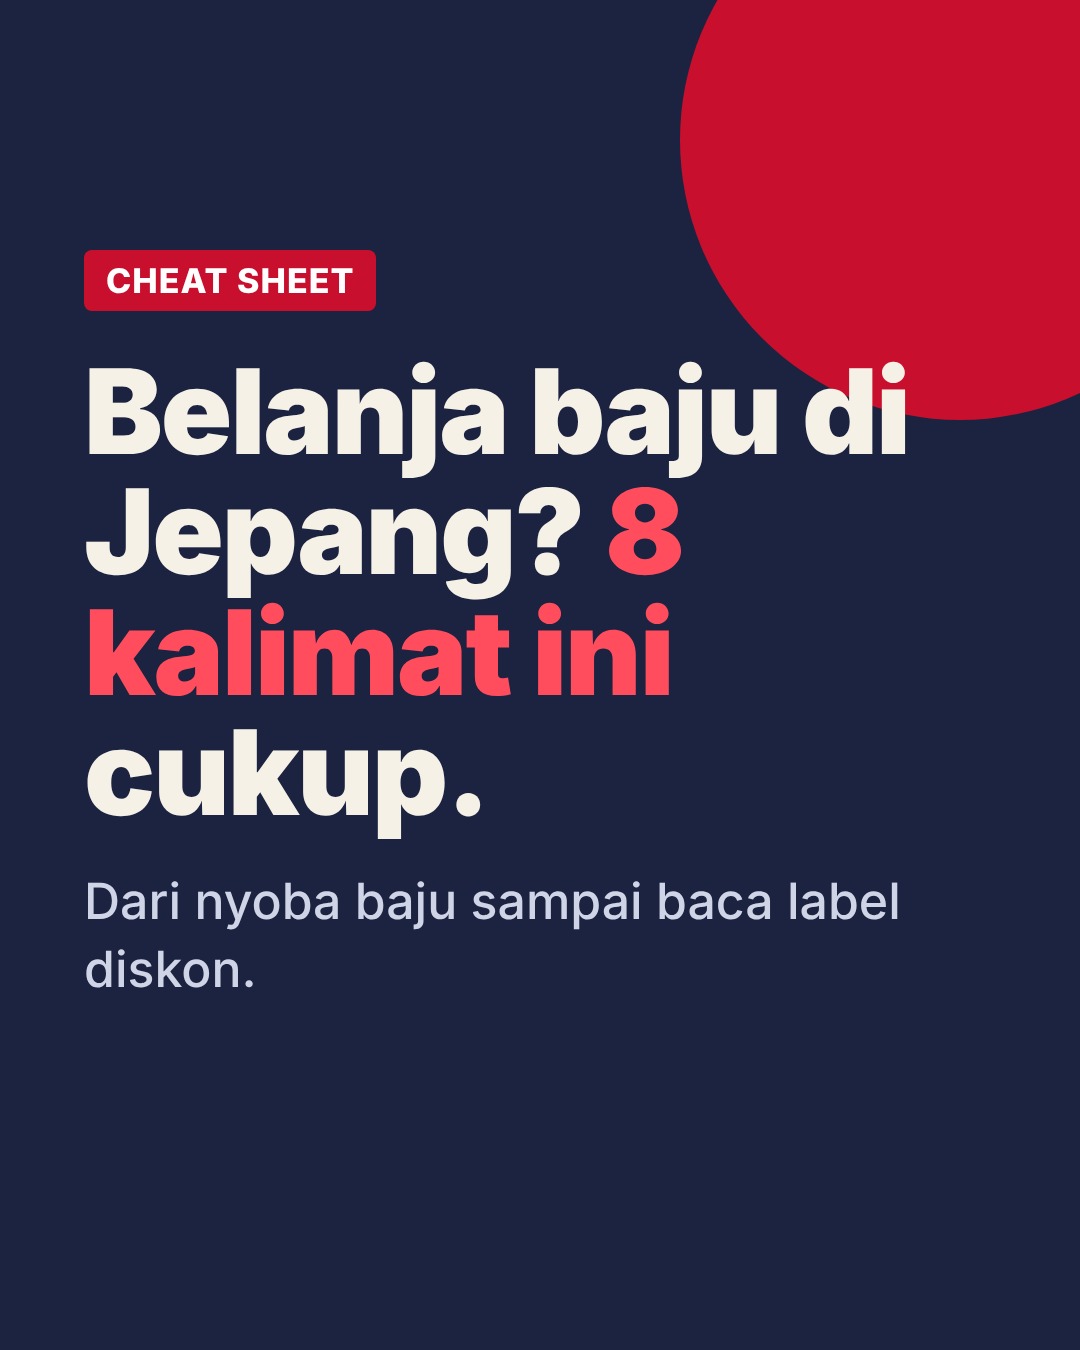 CHEAT SHEET
Belanja baju di
Jepang? 8
kalimat ini
cukup.
Dari nyoba baju sampai baca label
diskon.